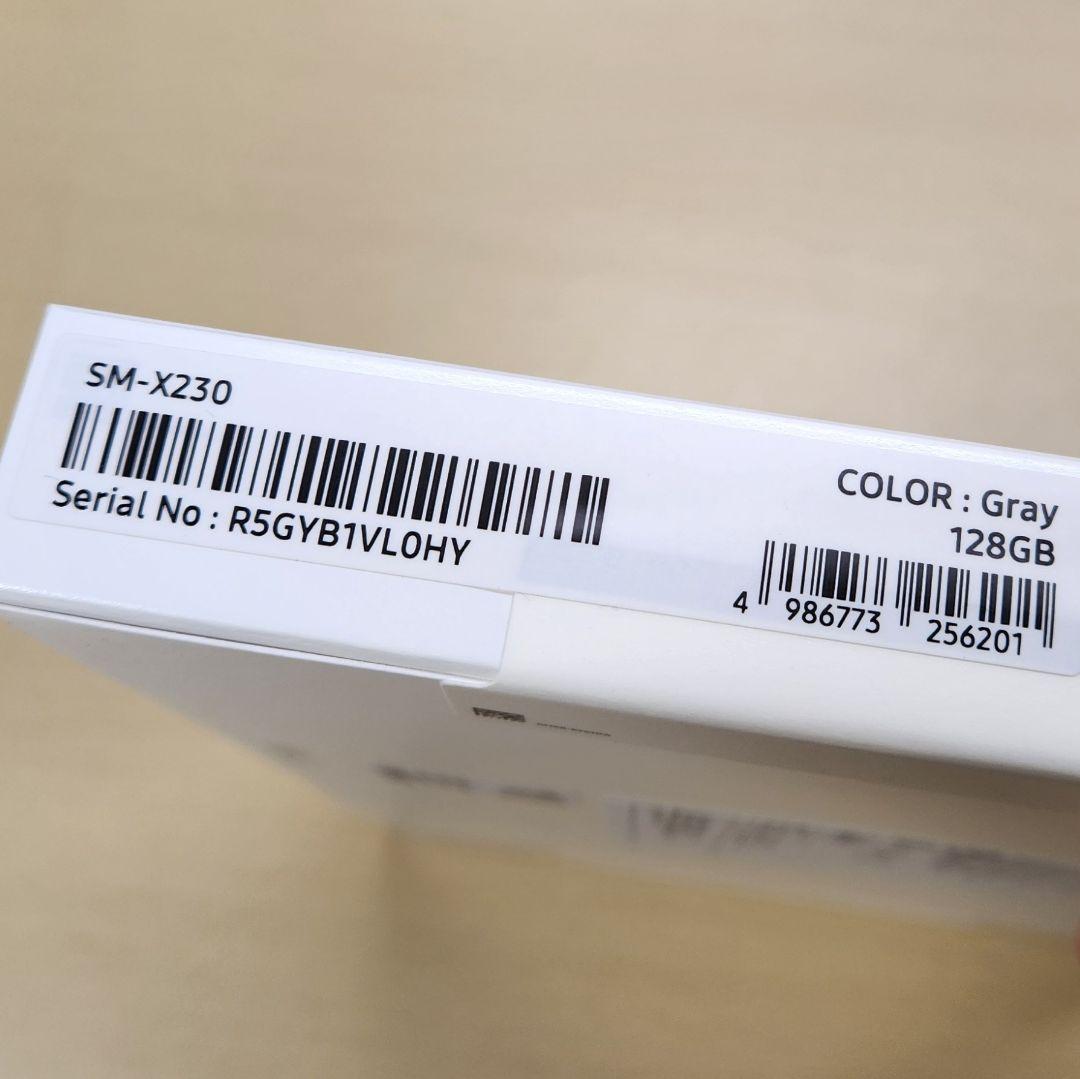 SM-X230
Serial No : R5GYB1VL0HY
COLOR : Gray
128GB
4 986773 256201